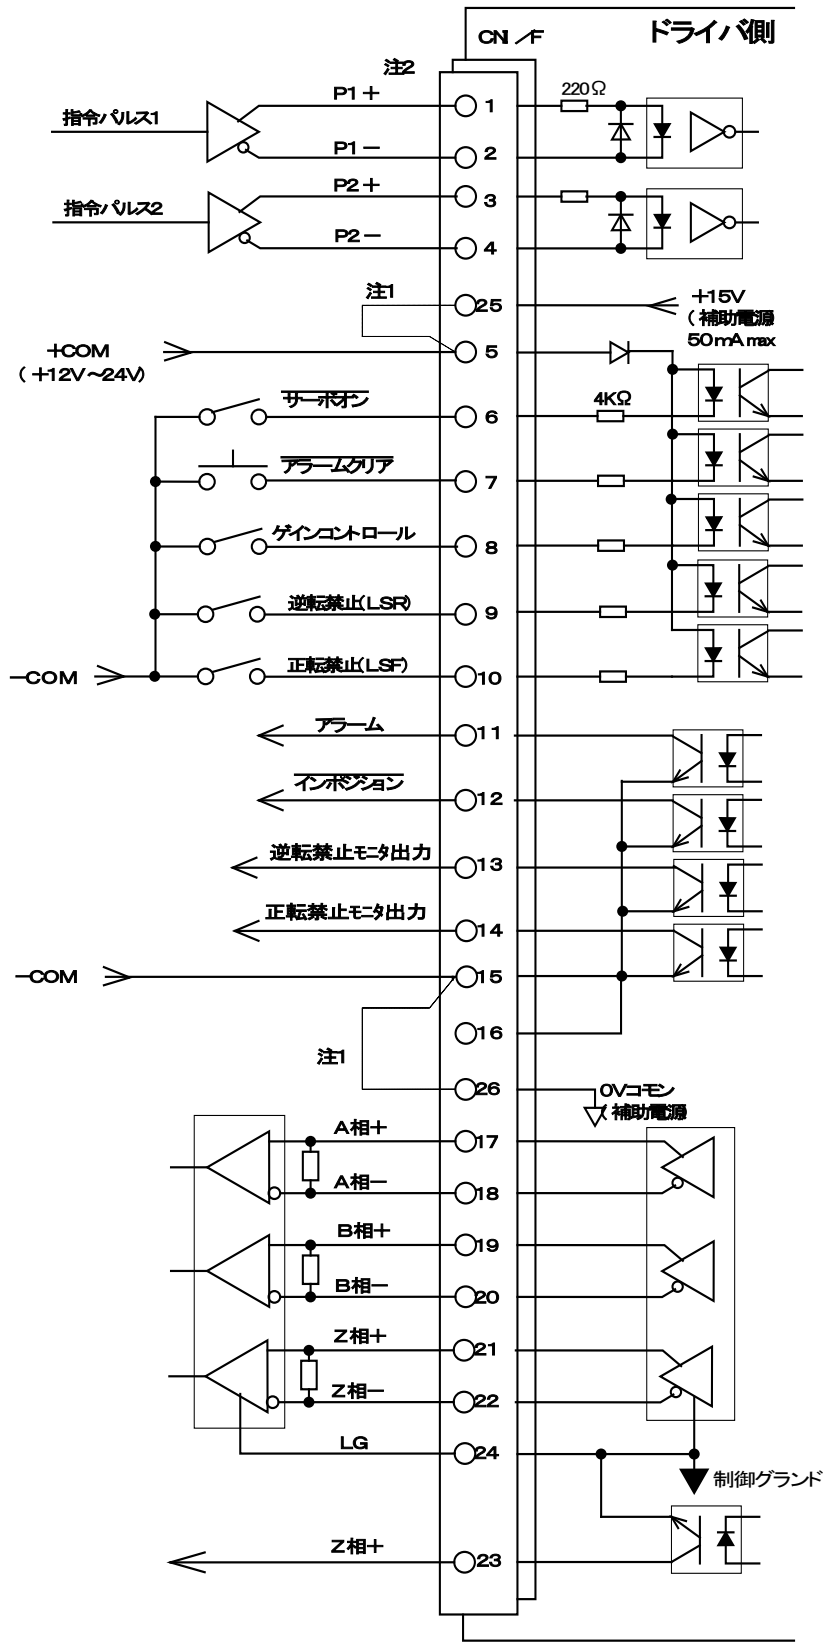 ドライバ側
CNI／F
注2
P1＋
1
220Ω
指令パルス1
P1－
2
P2＋
3
指令パルス2
P2－
4
注1
25
＋15V
（補助電源）
50mAmax
＋COM
（＋12V～24V）
5
サーボオン
6
4KΩ
アラームクリア
7
ゲインコントロール
8
逆転禁止(LSR)
9
正転禁止(LSF)
－COM
10
アラーム
11
インポジション
12
逆転禁止モニタ出力
13
正転禁止モニタ出力
14
－COM
15
16
注1
26
0Vコモン
（補助電源）
A相＋
17
A相－
18
B相＋
19
B相－
20
Z相＋
21
Z相－
22
LG
24
制御グランド
Z相＋
23